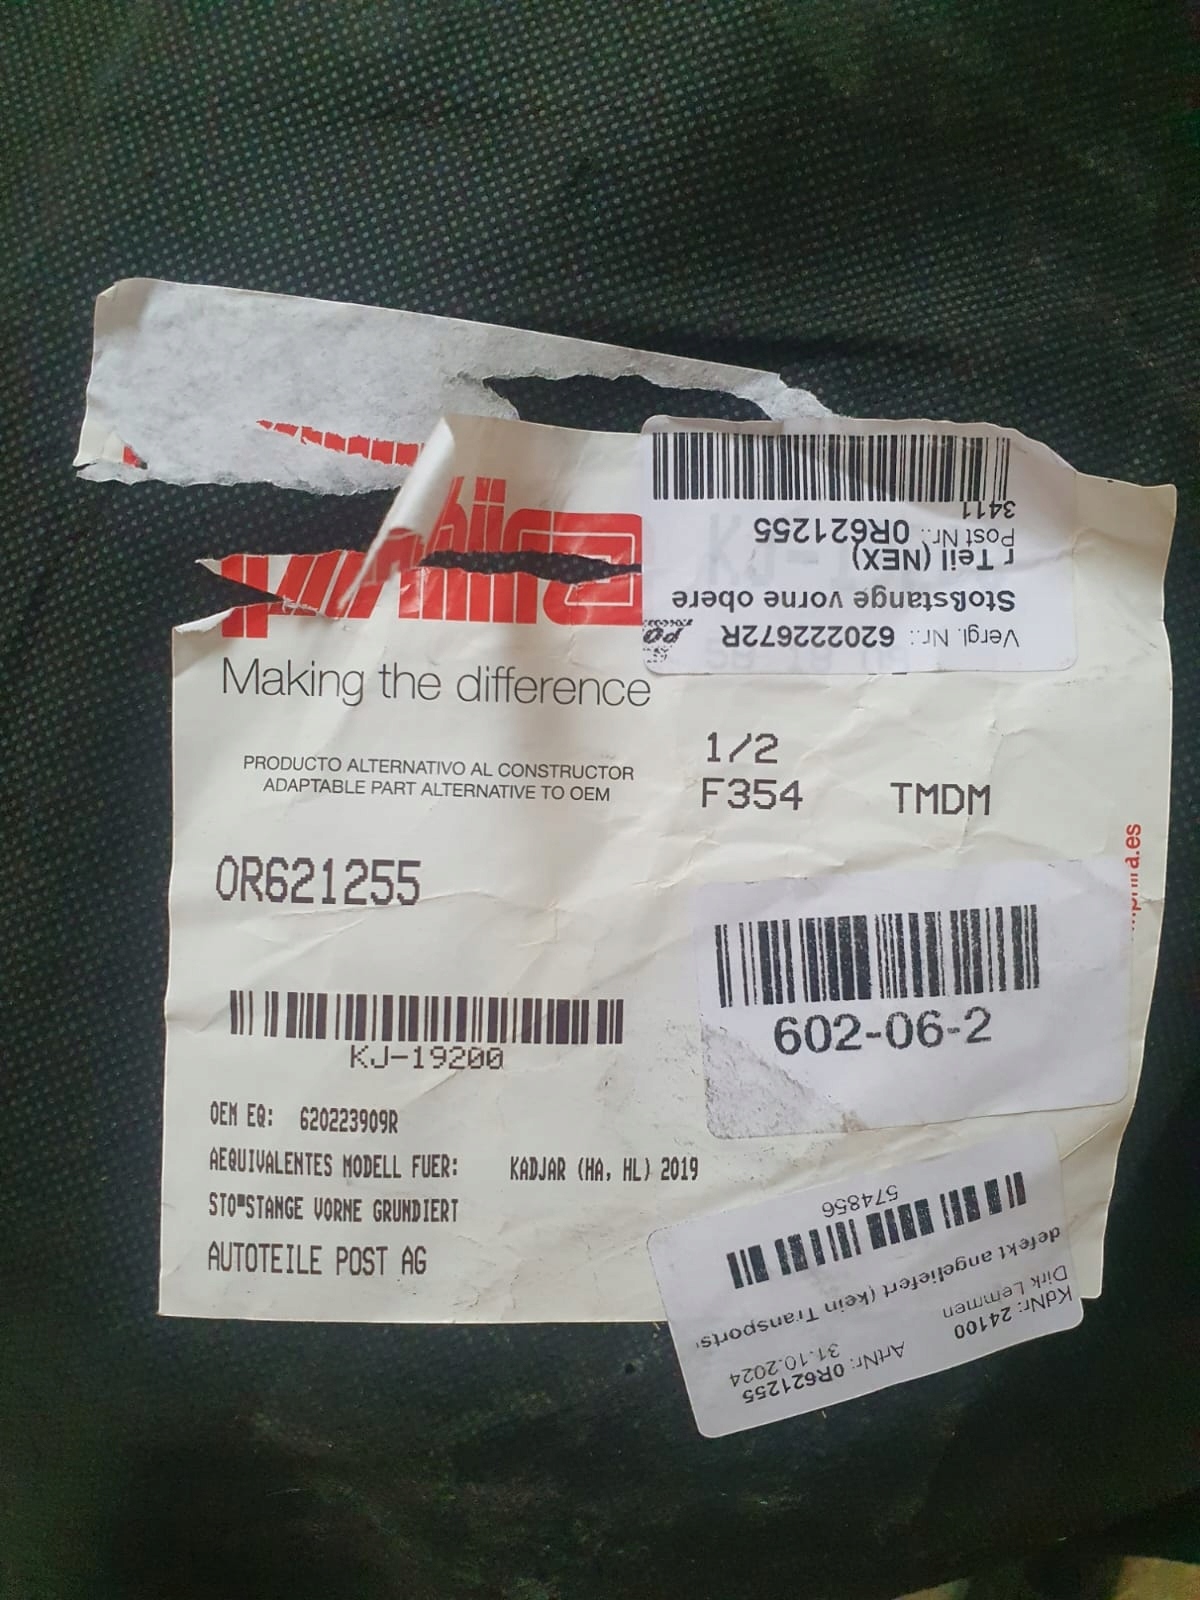 Making the difference
PRODUCTO ALTERNATIVO AL CONSTRUCTOR
ADAPTABLE PART ALTERNATIVE TO OEM
OR621255
KJ-19200
OEM EQ: 620223909R
AEQUIVALENTES MODELL FUER: KADJAR (HA, HL) 2019
STO"STANGE VORNE GRUNDIERT
AUTOTEILE POST AG
Vergl. Nr.: 620222672R
Stoßstange vorne obere
r Teil (NEX)
Post Nr.: 0R621255
3411
1/2
F354 TMDM
602-06-2
ArtNr: 0R621255
31.10.2024
KdNr: 24100
Dirk Lemmen
defekt angeliefert (kein Transports
574856